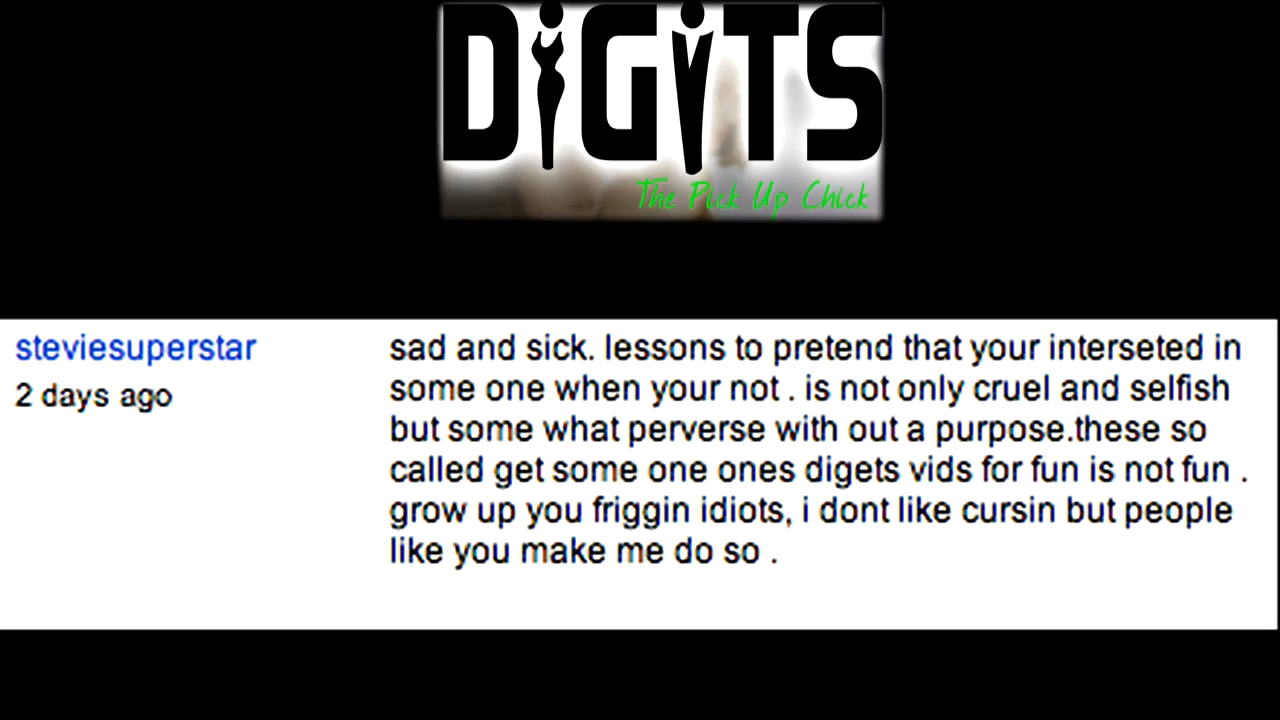 DiGiTS
The Pick Up Chick
steviesuperstar
2 days ago
sad and sick. lessons to pretend that your interseted in
some one when your not . is not only cruel and selfish
but some what perverse with out a purpose.these so
called get some one ones digets vids for fun is not fun .
grow up you friggin idiots, i dont like cursin but people
like you make me do so .